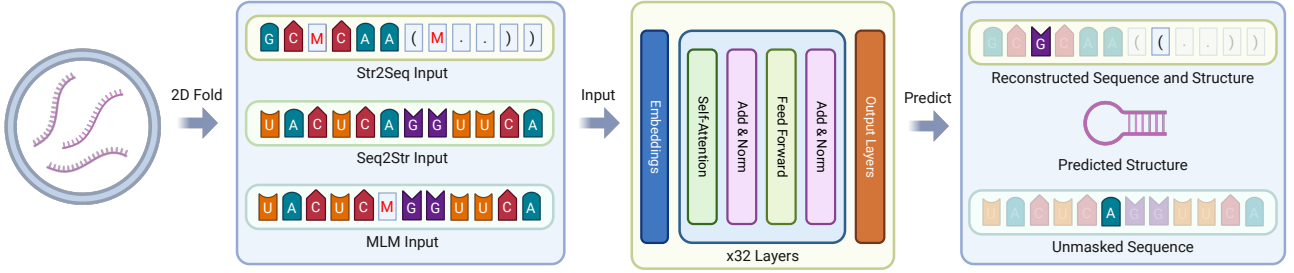 2D Fold
G C M C A A ( M . . ) )
Str2Seq Input
U A C U C A G G U U C A
Seq2Str Input
U A C U C M G G U U C A
MLM Input
Input
Embeddings
Self-Attention
Add & Norm
Feed Forward
Add & Norm
Output Layers
x32 Layers
Predict
G C G C A A ( ( . . ) )
Reconstructed Sequence and Structure
Predicted Structure
U A C U C A G G U U C A
Unmasked Sequence